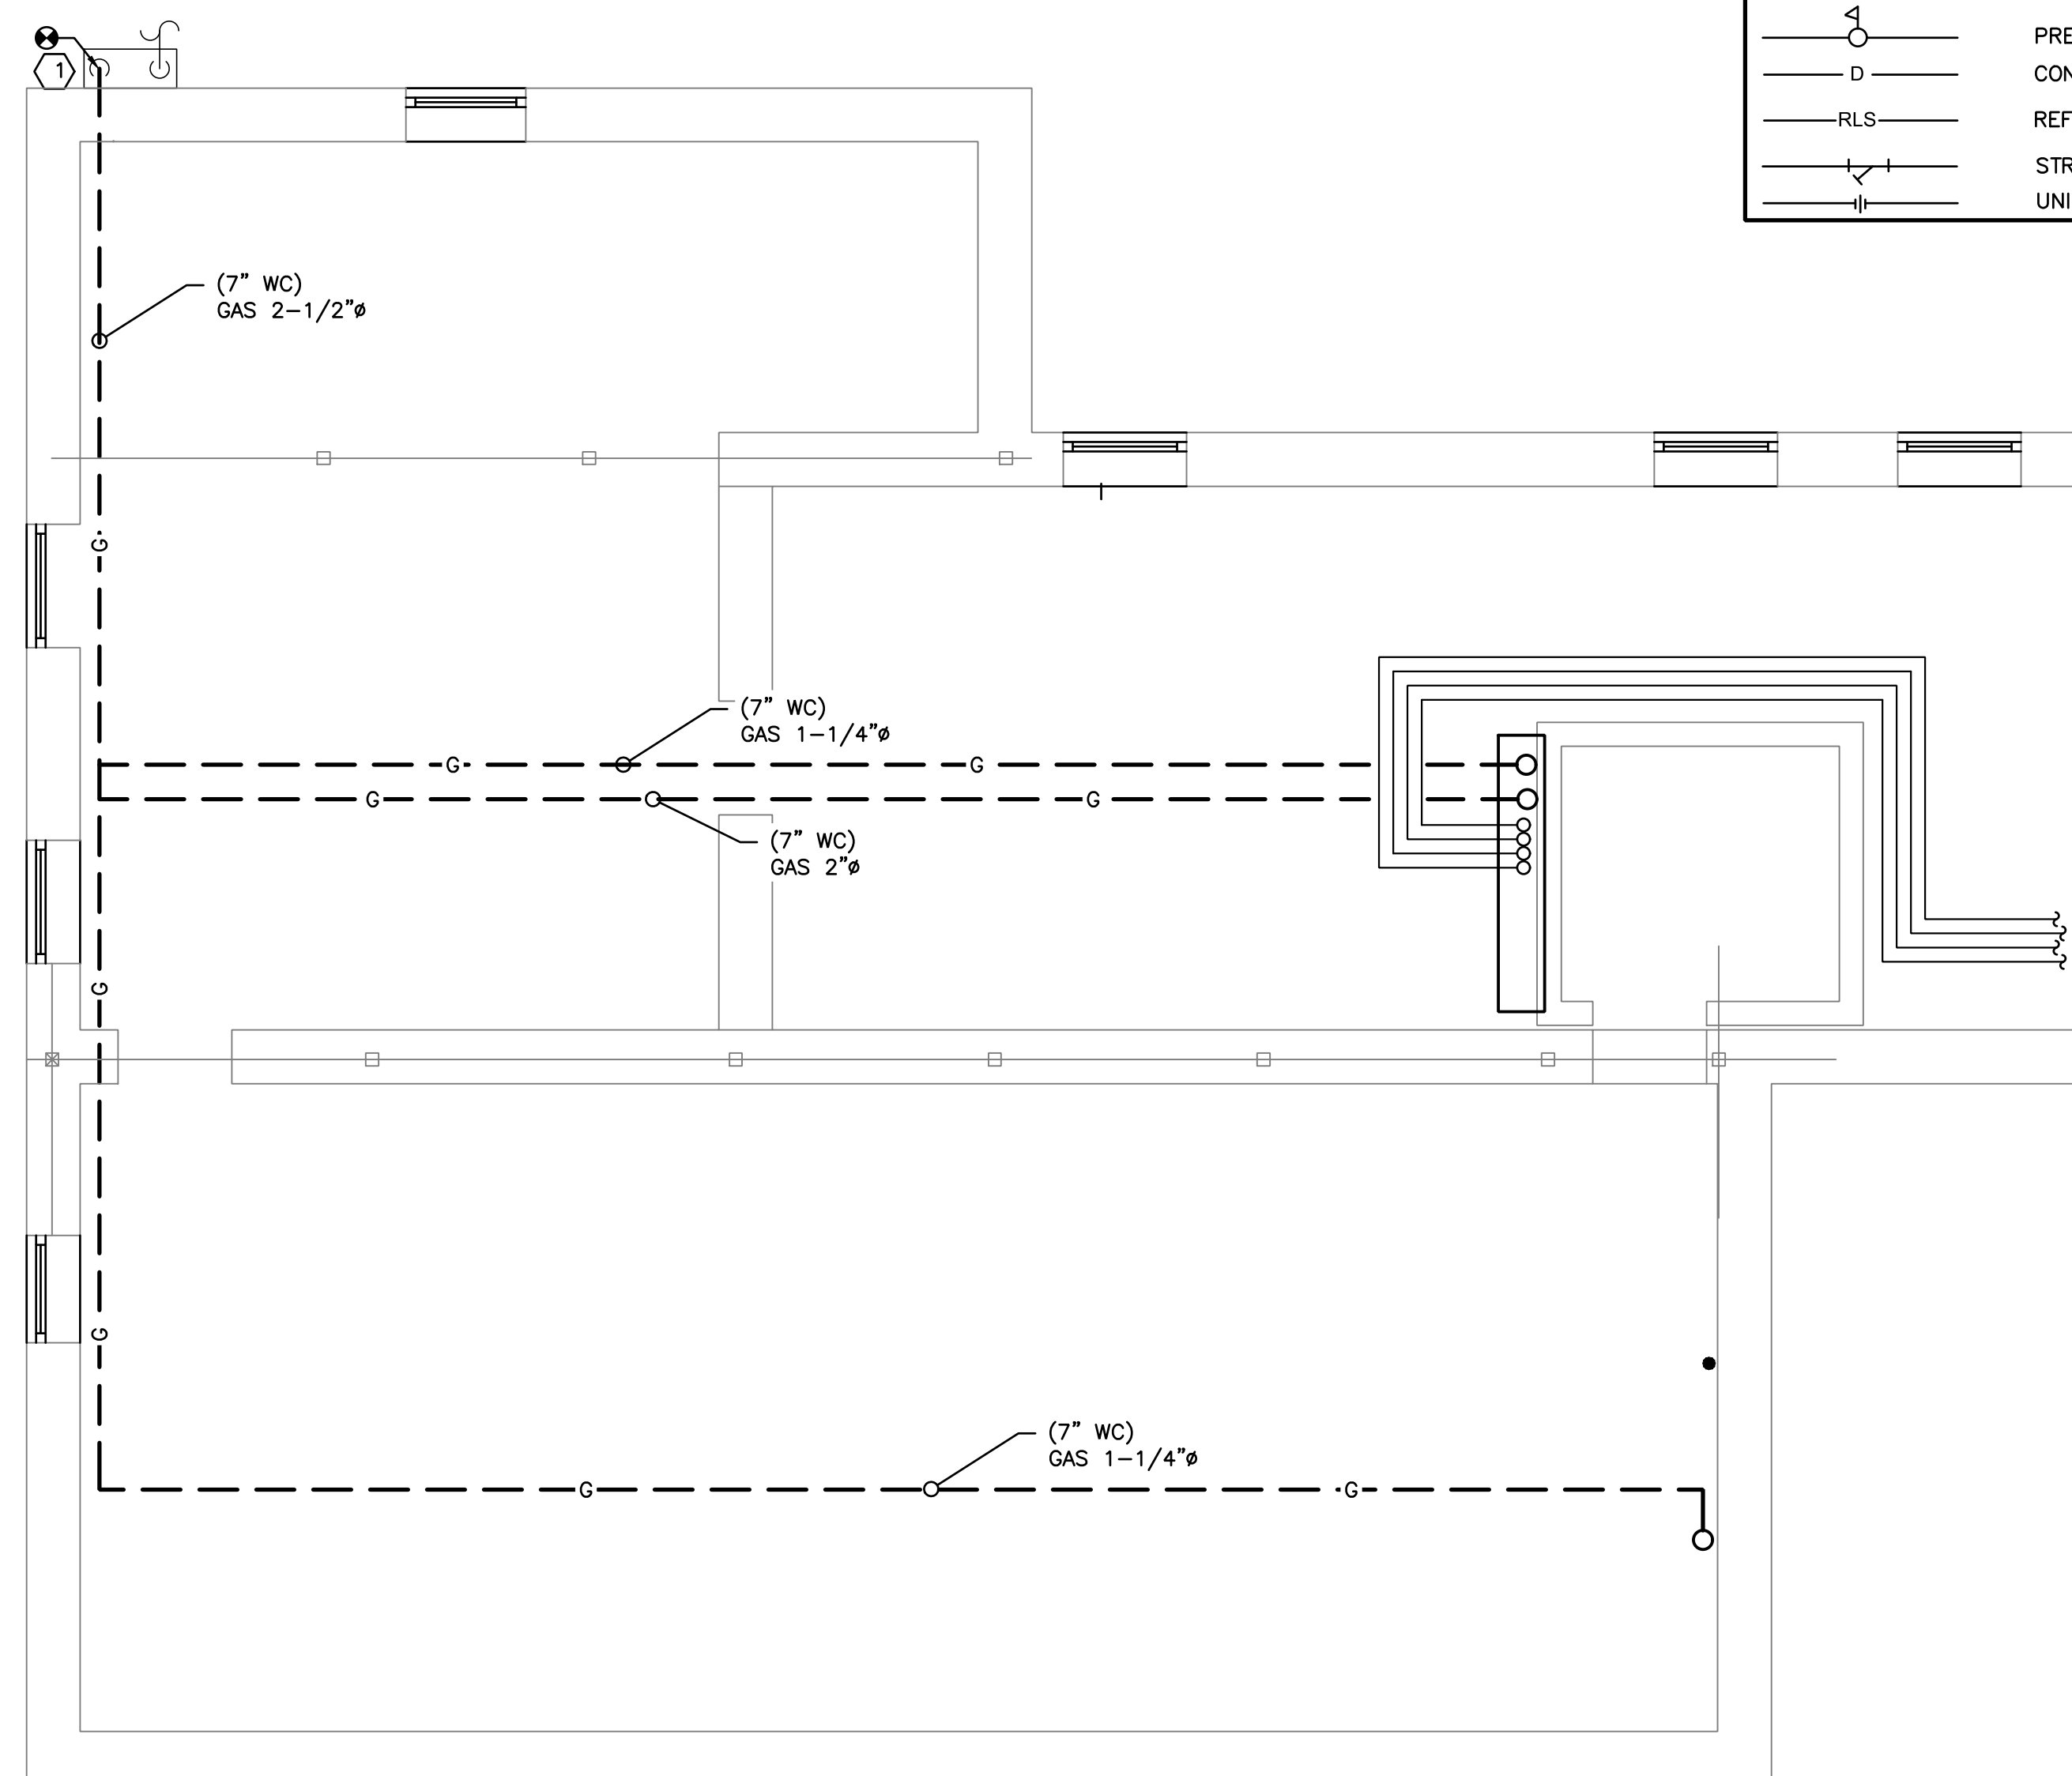 1
PRE
D
CON
RLS
REF
STR
UNI
(7" WC)
GAS 2-1/2"ø
G
(7" WC)
GAS 1-1/4"ø
G
G
G
G
(7" WC)
GAS 2"ø
G
G
(7" WC)
GAS 1-1/4"ø
G
G